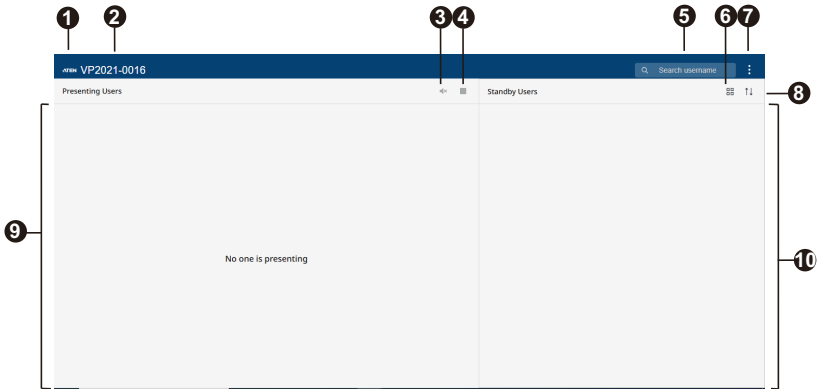 1 2 3 4 5 6 7
ATEN VP2021-0016 Search username
Presenting Users Standby Users 8
9 No one is presenting 10